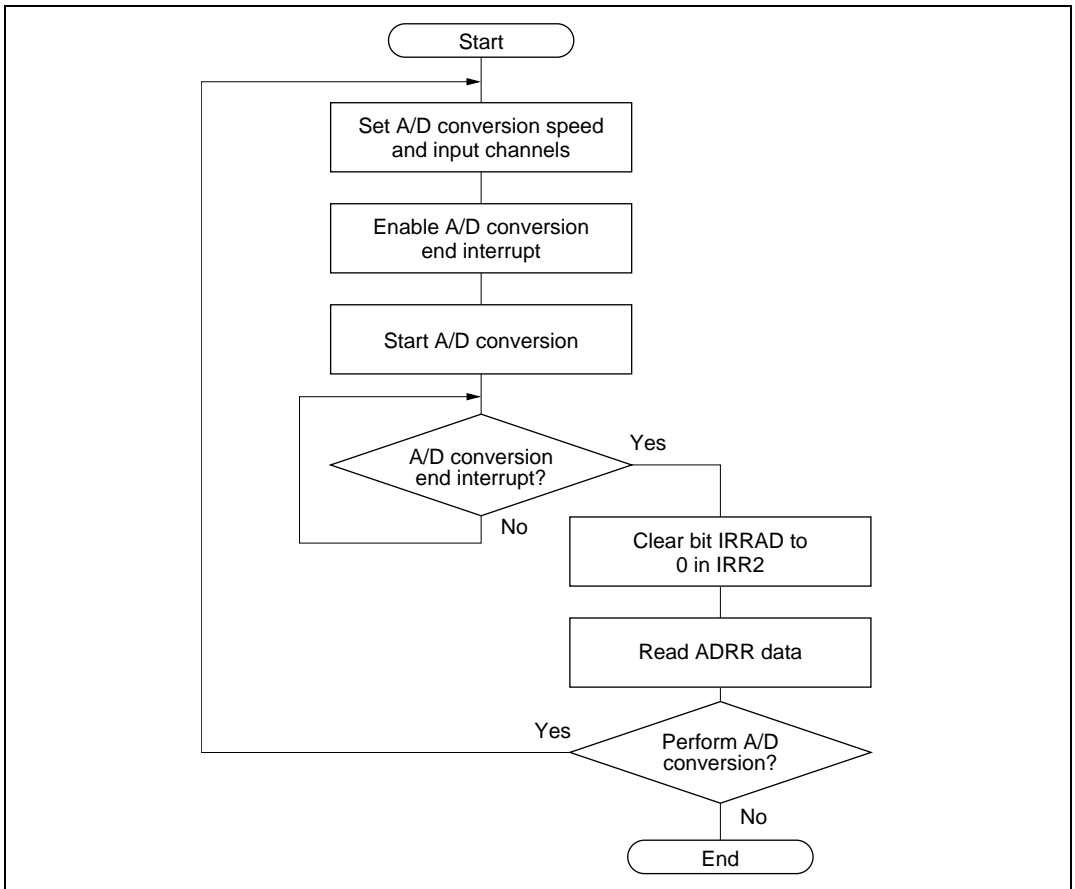 Start
Set A/D conversion speed
and input channels
Enable A/D conversion
end interrupt
Start A/D conversion
A/D conversion
end interrupt?
Yes
No
Clear bit IRRAD to
0 in IRR2
Read ADRR data
Perform A/D
conversion?
Yes
No
End